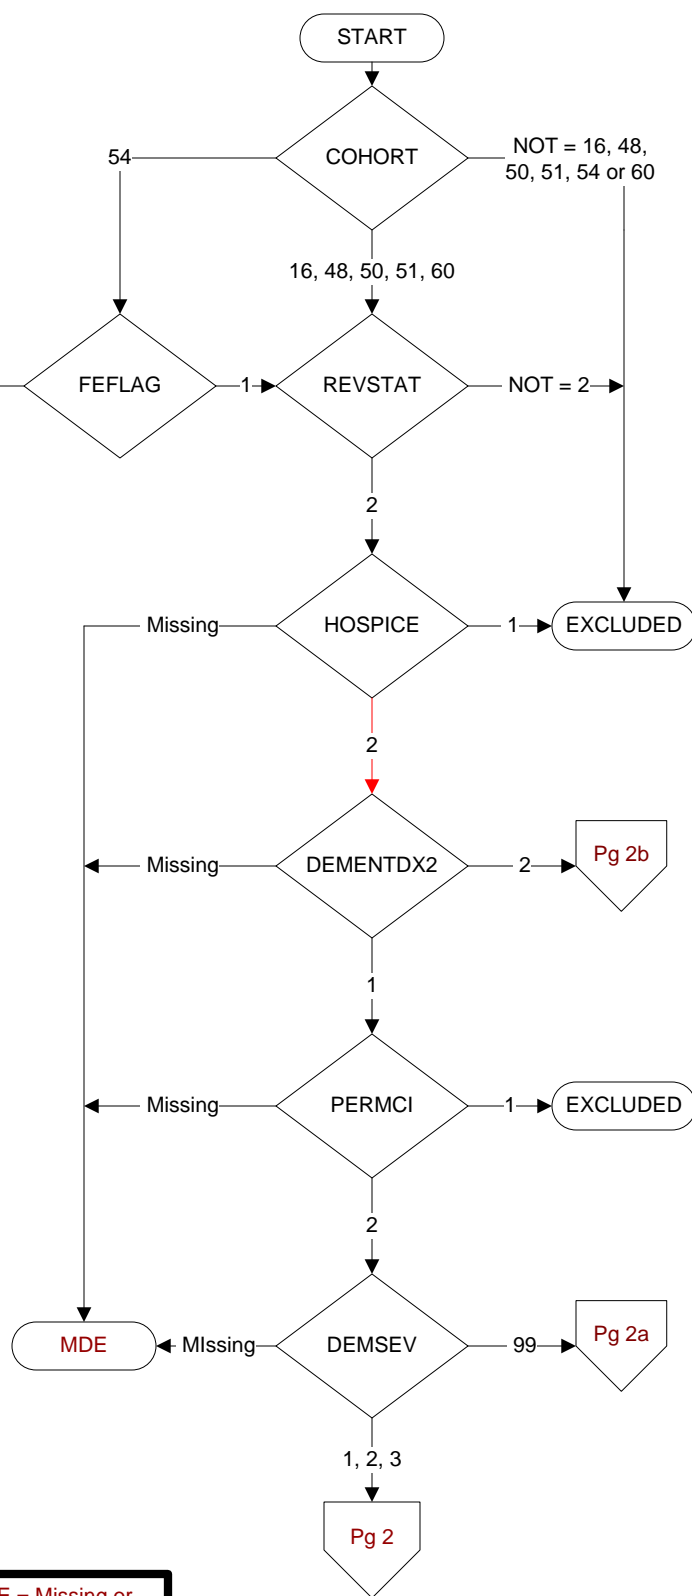 START
COHORT
54
NOT = 16, 48,
50, 51, 54 or 60
16, 48, 50, 51, 60
FEFLAG
1
REVSTAT
NOT = 2
2
Missing
HOSPICE
1
EXCLUDED
2
Missing
DEMENTDX2
2
Pg 2b
1
Missing
PERMCI
1
EXCLUDED
2
MDE
MIssing
DEMSEV
99
Pg 2a
1, 2, 3
Pg 2
= Missing or